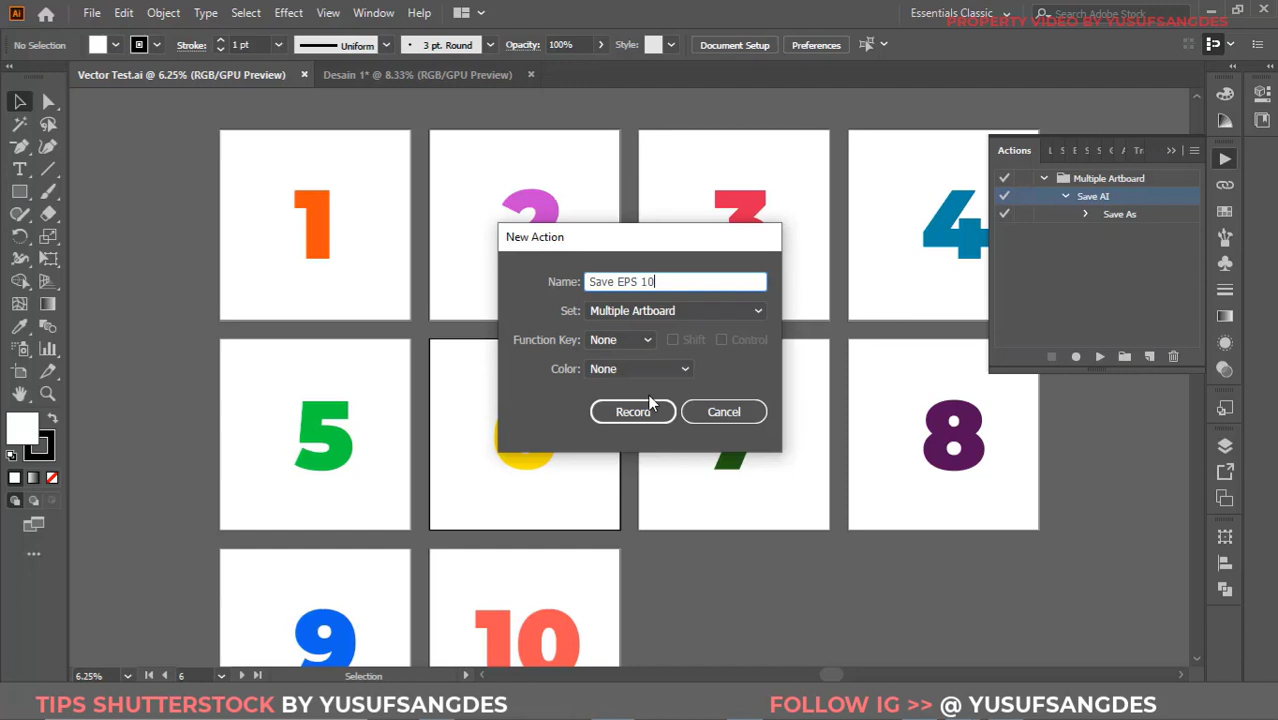 Ai File Edit Object Type Select Effect View Window Help Essentials Classic Search Adobe Stock
PROPERTY VIDEO BY YUSUFSANGDES
No Selection Stroke: 1 pt Uniform 3 pt. Round Opacity: 100% Style: Document Setup Preferences
Vector Test.ai @ 6.25% (RGB/GPU Preview) × Desain 1* @ 8.33% (RGB/GPU Preview) ×
Actions
Multiple Artboard
Save AI
Save As
1
2
3
4
New Action
Name: Save EPS 10
Set: Multiple Artboard
Function Key: None Shift Control
Color: None
Record Cancel
5
6
7
8
9
10
6.25% 6 Selection
TIPS SHUTTERSTOCK BY YUSUFSANGDES FOLLOW IG >> @ YUSUFSANGDES